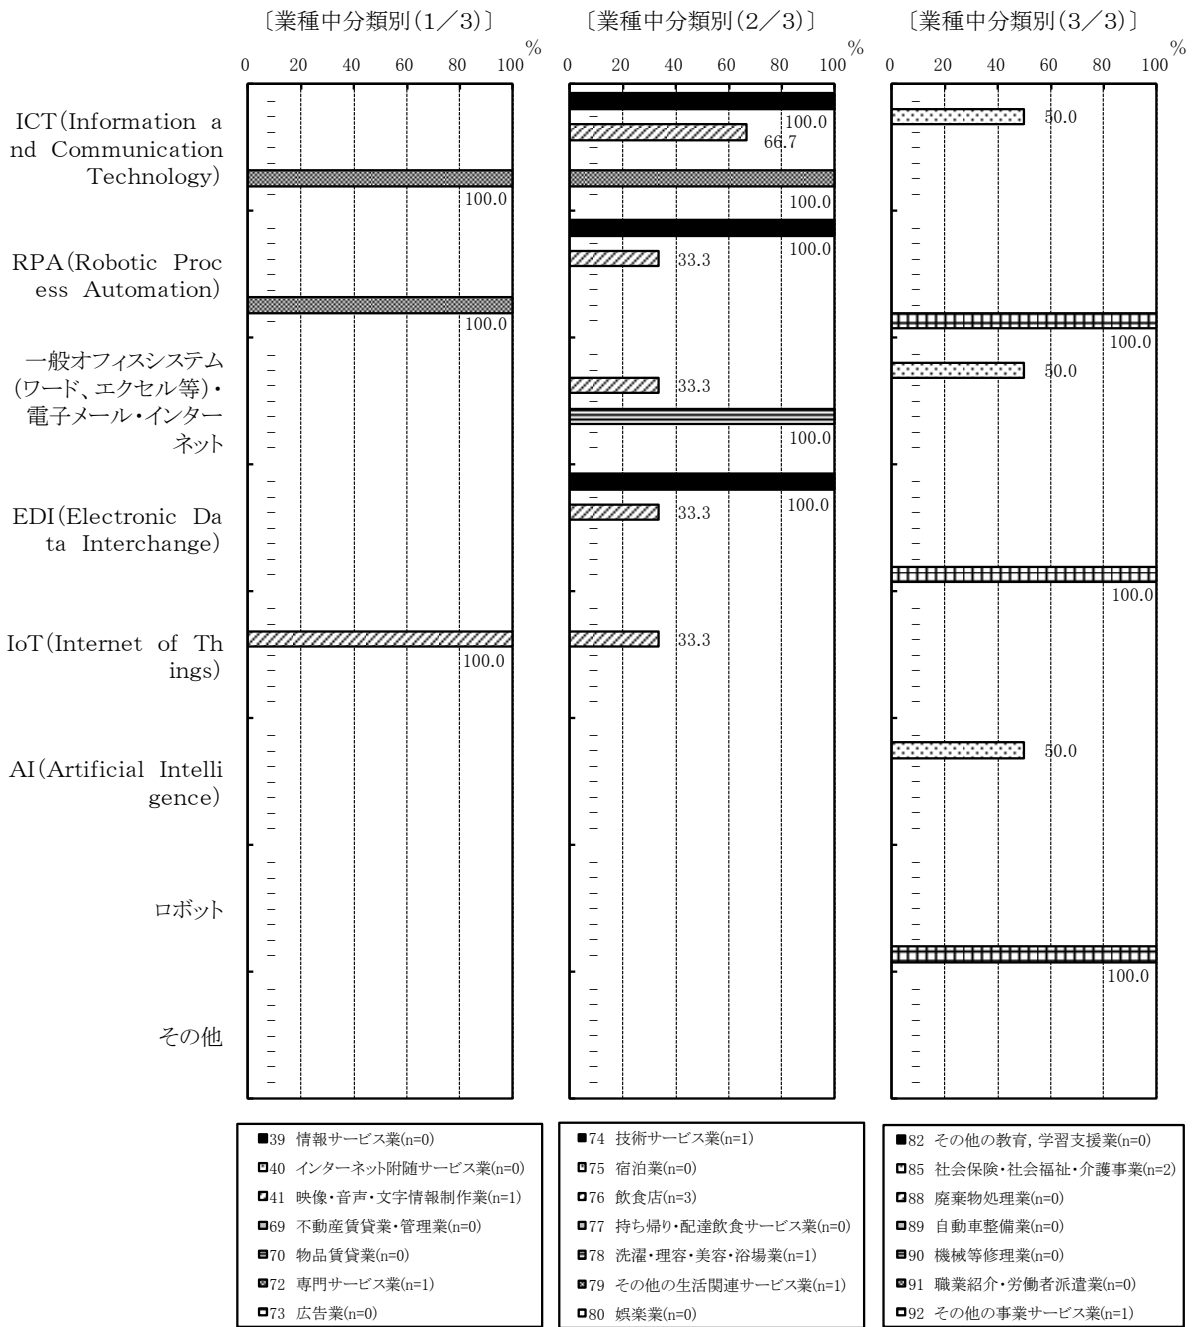 〔業種中分類別(1/3)〕
〔業種中分類別(2/3)〕
〔業種中分類別(3/3)〕
%
%
%
0 20 40 60 80 100
0 20 40 60 80 100
0 20 40 60 80 100
ICT(Information a
nd Communication
Technology)
100.0
100.0
66.7
100.0
50.0
RPA(Robotic Proc
ess Automation)
100.0
100.0
33.3
100.0
一般オフィスシステム
(ワード、エクセル等)・
電子メール・インター
ネット
33.3
100.0
50.0
EDI(Electronic Da
ta Interchange)
100.0
33.3
100.0
IoT(Internet of Th
ings)
100.0
33.3
AI(Artificial Intelli
gence)
50.0
ロボット
100.0
その他
39 情報サービス業(n=0)
40 インターネット附随サービス業(n=0)
41 映像・音声・文字情報制作業(n=1)
69 不動産賃貸業・管理業(n=0)
70 物品賃貸業(n=0)
72 専門サービス業(n=1)
73 広告業(n=0)
74 技術サービス業(n=1)
75 宿泊業(n=0)
76 飲食店(n=3)
77 持ち帰り・配達飲食サービス業(n=0)
78 洗濯・理容・美容・浴場業(n=1)
79 その他の生活関連サービス業(n=1)
80 娯楽業(n=0)
82 その他の教育, 学習支援業(n=0)
85 社会保険・社会福祉・介護事業(n=2)
88 廃棄物処理業(n=0)
89 自動車整備業(n=0)
90 機械等修理業(n=0)
91 職業紹介・労働者派遣業(n=0)
92 その他の事業サービス業(n=1)